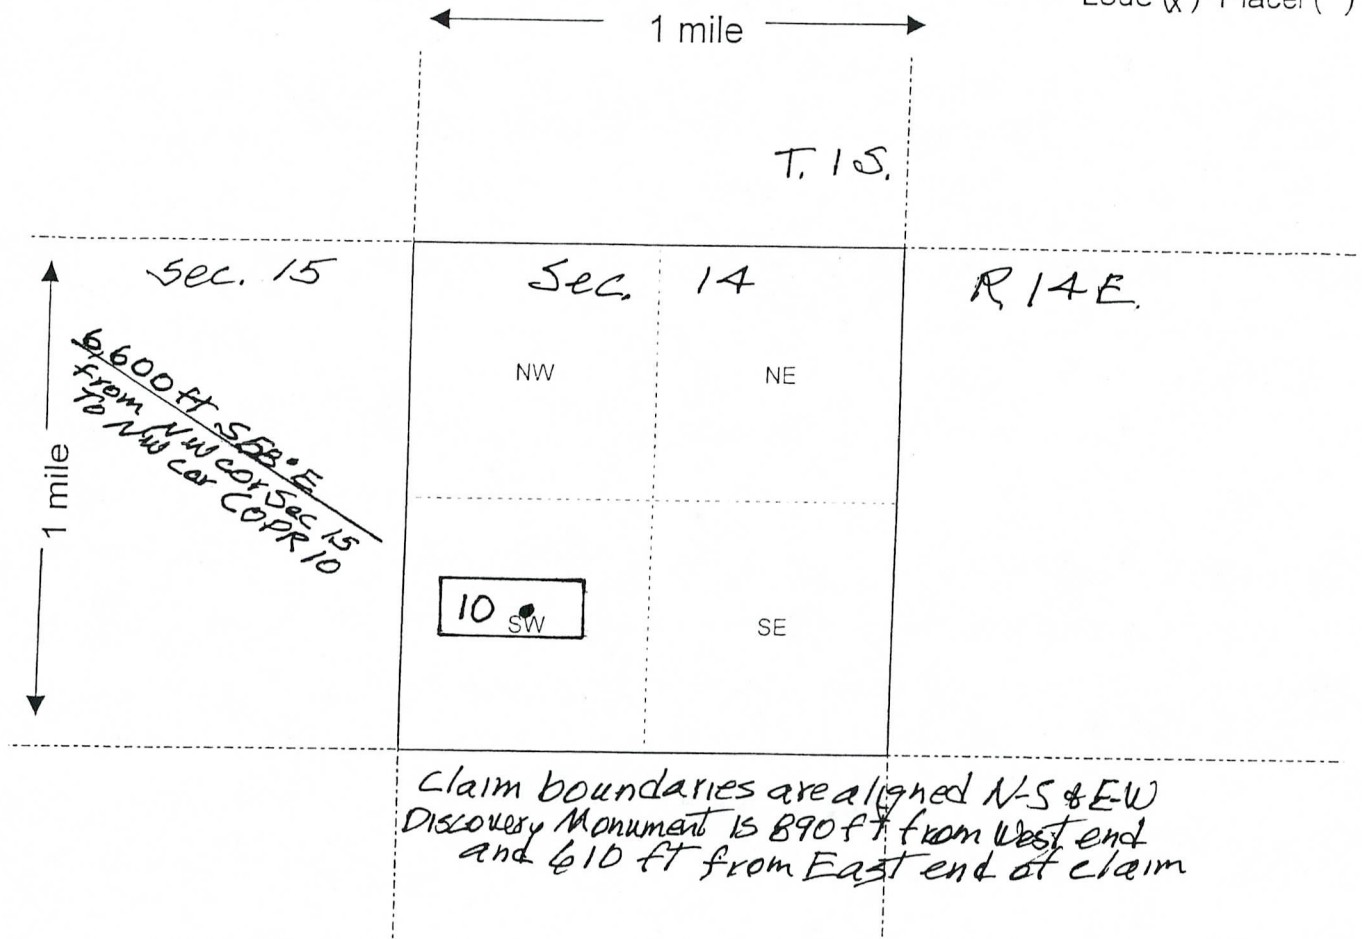 Lode (X) Placer ( )
1 mile
T. 1 S.
Sec. 15
Sec. 14
R 14 E.
NW
NE
6,600 ft S58°E
from NW cor Sec 15
To NW cor COPR 10
1 mile
10
SW
SE
Claim boundaries are aligned N-S & E-W
Discovery Monument is 890 ft from West end
and 610 ft from East end of claim